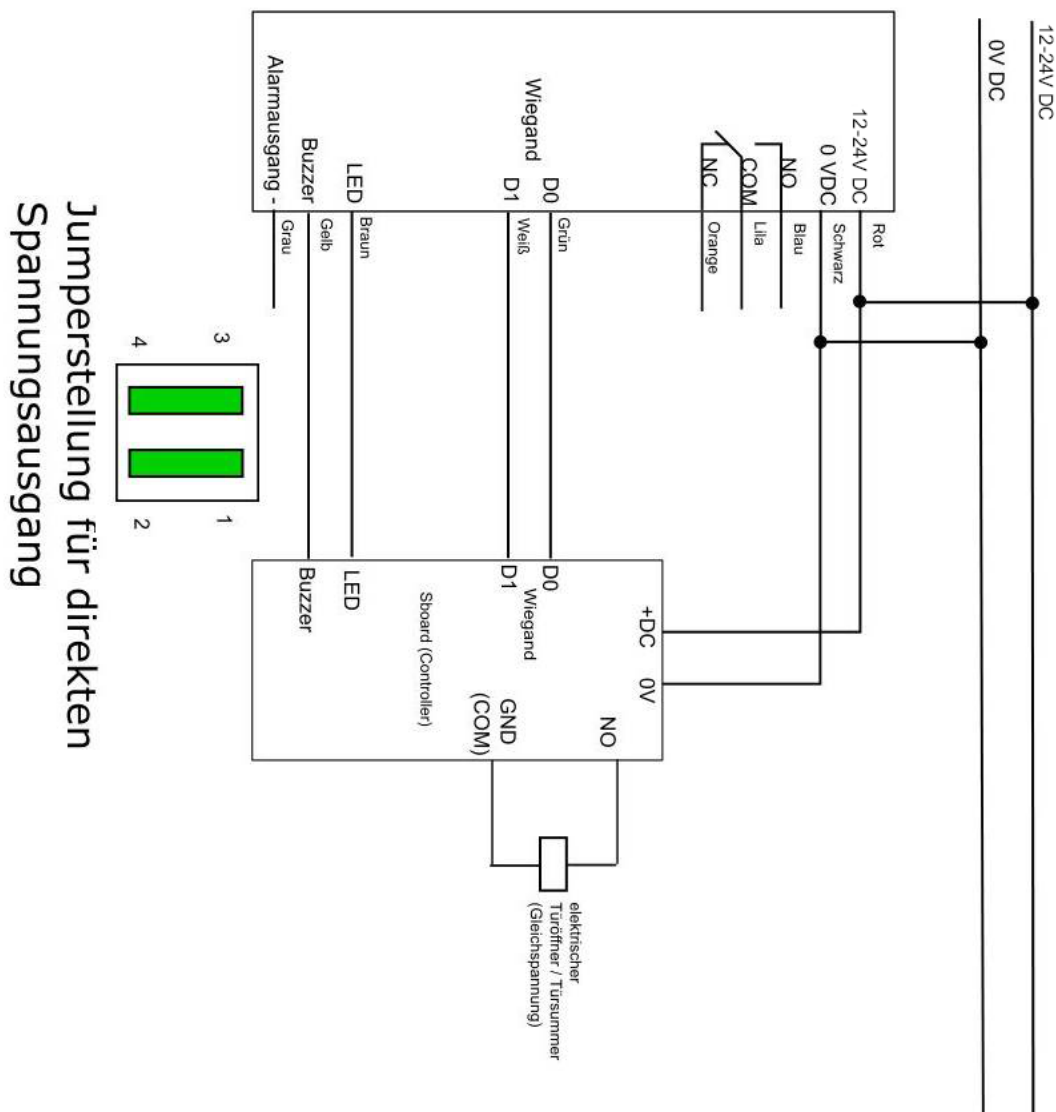 12-24V DC
0V DC
12-24V DC
0 VDC
NO
COM
NC
Wiegand
D0
D1
LED
Buzzer
Alarmausgang -
Rot
Schwarz
Blau
Lila
Orange
Grün
Weiß
Braun
Gelb
Grau
+DC
0V
D0
Wiegand
D1
LED
Buzzer
Sboard (Controller)
NO
GND
(COM)
elektrischer
Türöffner / Türsummer
(Gleichspannung)
3
1
4
2
Jumperstellung für direkten
Spannungsausgang